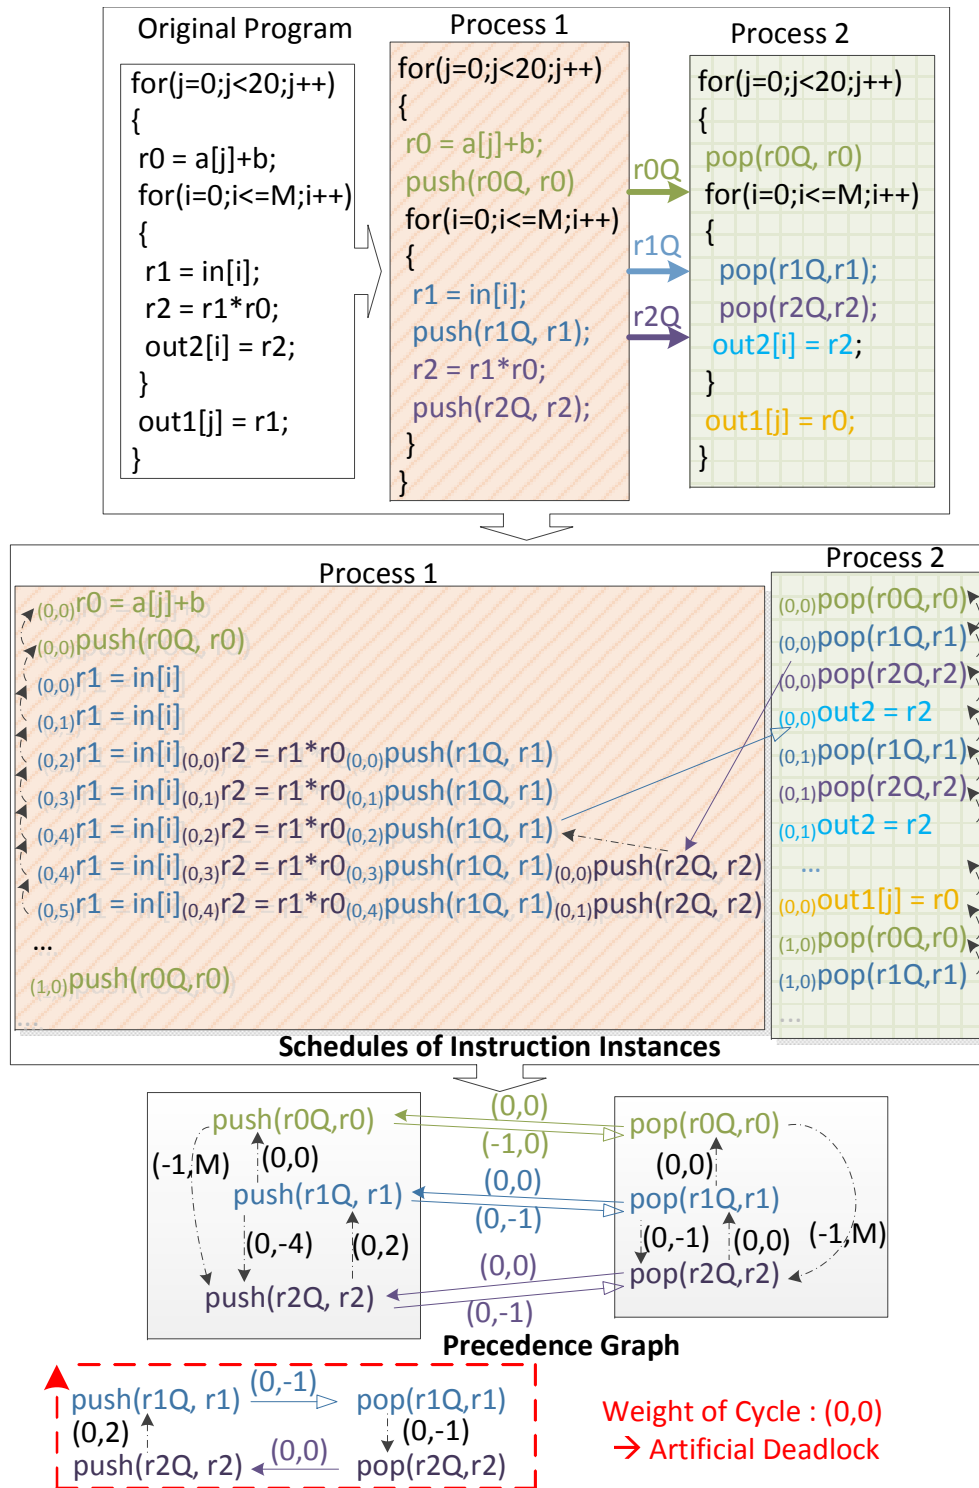 Original Program
Process 1
Process 2
for(j=0;j<20;j++)
{
r0 = a[j]+b;
for(i=0;i<=M;i++)
{
r1 = in[i];
r2 = r1*r0;
out2[i] = r2;
}
out1[j] = r1;
}
for(j=0;j<20;j++)
{
r0 = a[j]+b;
push(r0Q, r0)
for(i=0;i<=M;i++)
{
r1 = in[i];
push(r1Q, r1);
r2 = r1*r0;
push(r2Q, r2);
}
}
r0Q
r1Q
r2Q
for(j=0;j<20;j++)
{
pop(r0Q, r0)
for(i=0;i<=M;i++)
{
pop(r1Q,r1);
pop(r2Q,r2);
out2[i] = r2;
}
out1[j] = r0;
}
Process 1
(0,0)r0 = a[j]+b
(0,0)push(r0Q, r0)
(0,0)r1 = in[i]
(0,1)r1 = in[i]
(0,2)r1 = in[i](0,0)r2 = r1*r0(0,0)push(r1Q, r1)
(0,3)r1 = in[i](0,1)r2 = r1*r0(0,1)push(r1Q, r1)
(0,4)r1 = in[i](0,2)r2 = r1*r0(0,2)push(r1Q, r1)
(0,4)r1 = in[i](0,3)r2 = r1*r0(0,3)push(r1Q, r1)(0,0)push(r2Q, r2)
(0,5)r1 = in[i](0,4)r2 = r1*r0(0,4)push(r1Q, r1)(0,1)push(r2Q, r2)
...
(1,0)push(r0Q,r0)
...
Process 2
(0,0)pop(r0Q,r0)
(0,0)pop(r1Q,r1)
(0,0)pop(r2Q,r2)
(0,0)out2 = r2
(0,1)pop(r1Q,r1)
(0,1)pop(r2Q,r2)
(0,1)out2 = r2
...
(0,0)out1[j] = r0
(1,0)pop(r0Q,r0)
(1,0)pop(r1Q,r1)
...
Schedules of Instruction Instances
push(r0Q,r0)
(0,0)
(-1,0)
pop(r0Q,r0)
(-1,M)
(0,0)
(0,0)
push(r1Q, r1)
(0,0)
(0,-1)
pop(r1Q,r1)
(0,-4)
(0,2)
(0,-1)
(0,0)
(-1,M)
push(r2Q, r2)
(0,0)
(0,-1)
pop(r2Q,r2)
Precedence Graph
push(r1Q, r1)
(0,-1)
pop(r1Q,r1)
(0,2)
(0,-1)
push(r2Q, r2)
(0,0)
pop(r2Q,r2)
Weight of Cycle : (0,0)
→ Artificial Deadlock